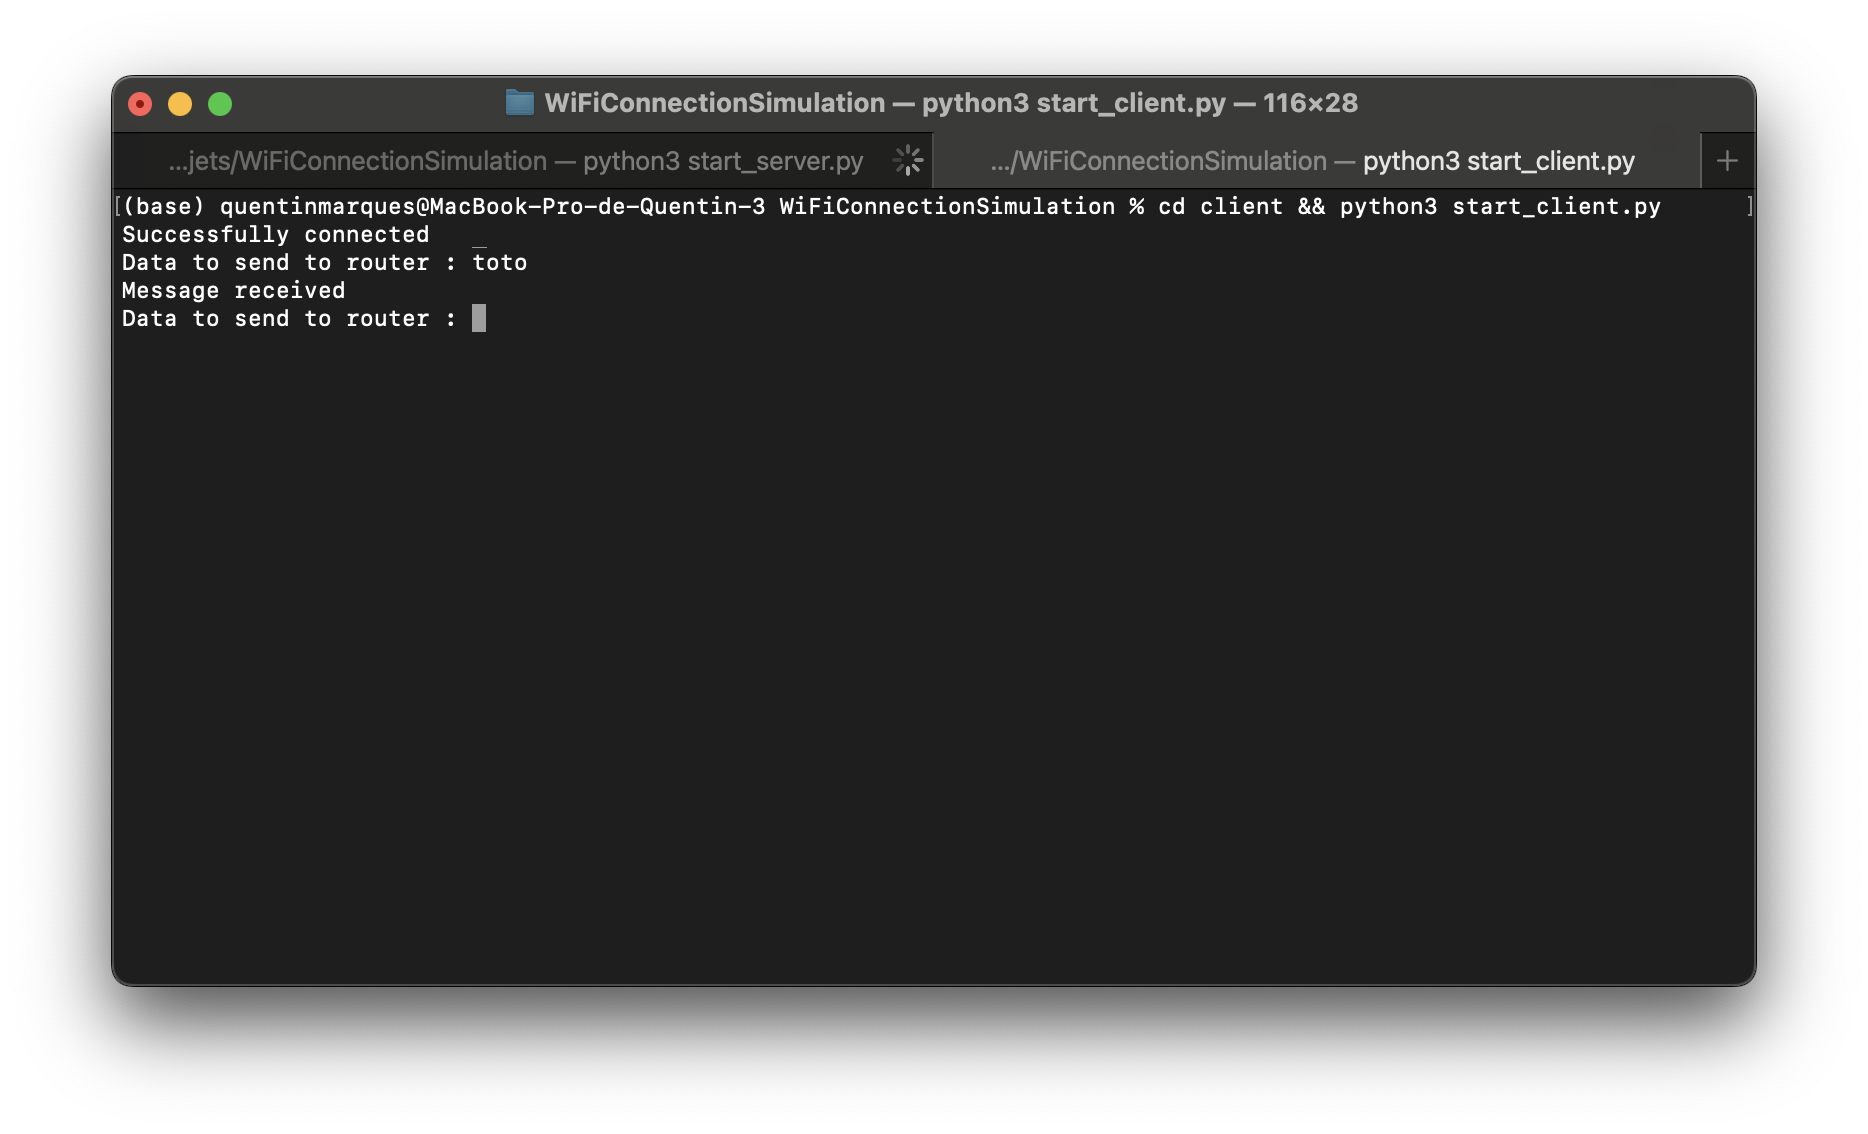 WiFiConnectionSimulation — python3 start_client.py — 116×28
...jets/WiFiConnectionSimulation — python3 start_server.py
.../WiFiConnectionSimulation — python3 start_client.py
+
[(base) quentinmarques@MacBook-Pro-de-Quentin-3 WiFiConnectionSimulation % cd client && python3 start_client.py ]
Successfully connected _
Data to send to router : toto
Message received
Data to send to router :